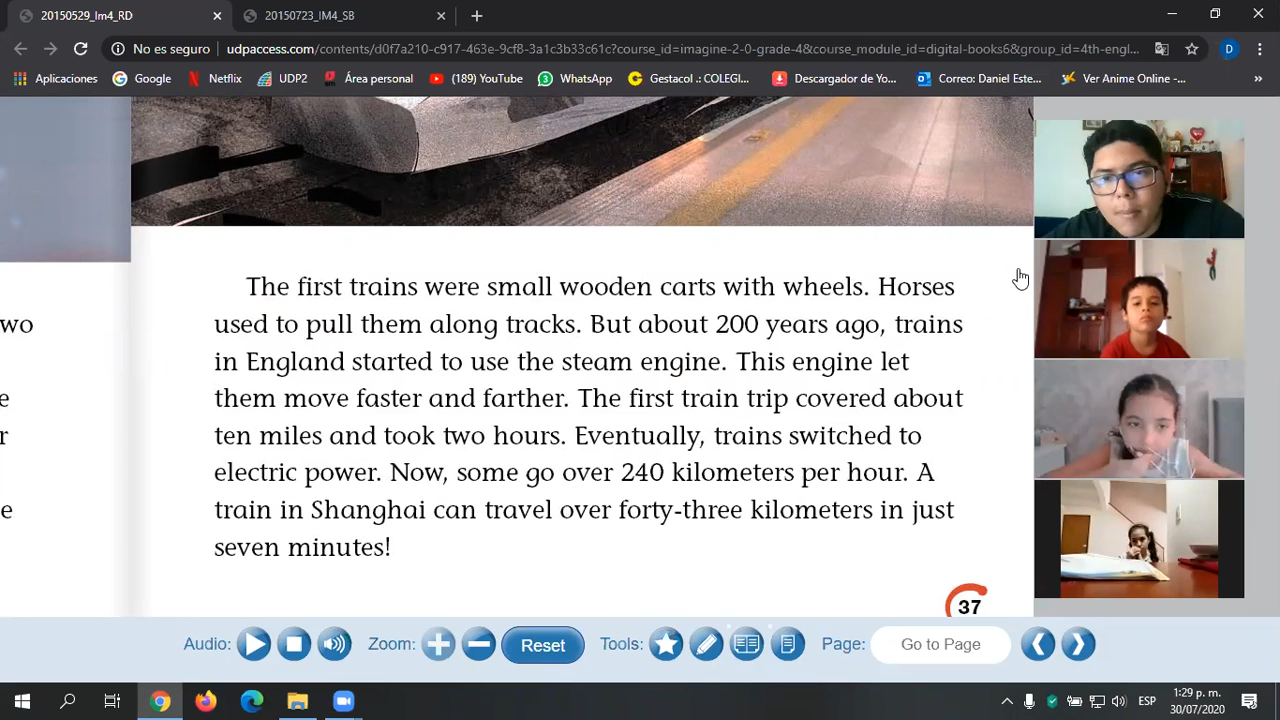 20150529_Im4_RD
20150723_IM4_SB
No es seguro
udpaccess.com/contents/d0f7a210-c917-463e-9cf8-3a1c3b33c61c?course_id=imagine-2-0-grade-4&course_module_id=digital-books6&group_id=4th-engl...
D
Aplicaciones
Google
Netflix
UDP2
Área personal
(189) YouTube
WhatsApp
Gestacol .: COLEGI...
Descargador de Yo...
Correo: Daniel Este...
Ver Anime Online -...
»
wo
e
r
e
The first trains were small wooden carts with wheels. Horses
used to pull them along tracks. But about 200 years ago, trains
in England started to use the steam engine. This engine let
them move faster and farther. The first train trip covered about
ten miles and took two hours. Eventually, trains switched to
electric power. Now, some go over 240 kilometers per hour. A
train in Shanghai can travel over forty-three kilometers in just
seven minutes!
37
Audio:
Zoom:
Reset
Tools:
Page:
Go to Page
ESP
1:29 p. m.
30/07/2020